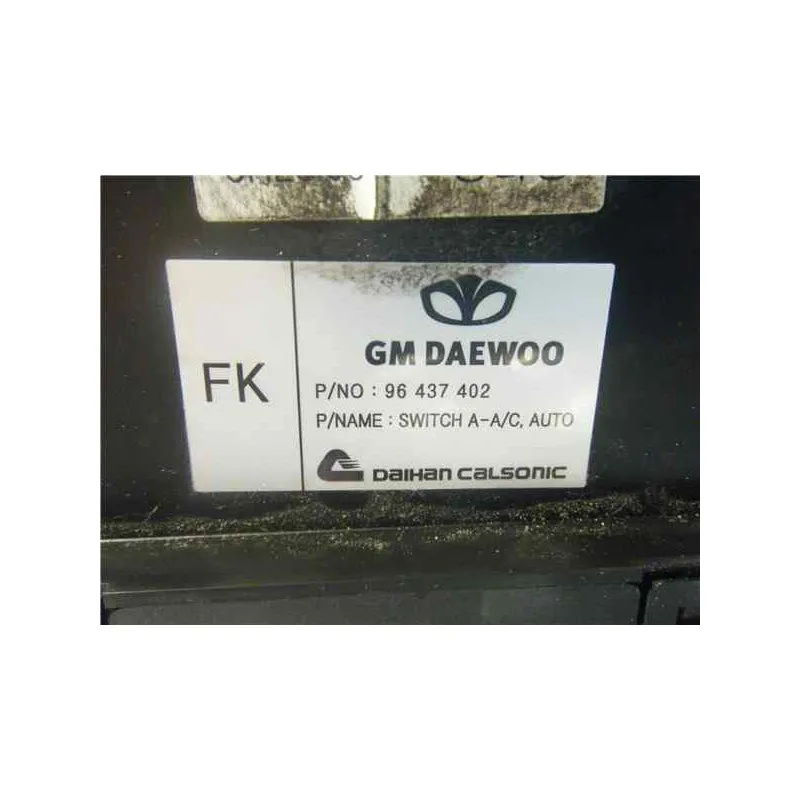 FK
GM DAEWOO
P/NO : 96 437 402
P/NAME : SWITCH A-A/C, AUTO
DAIHAN CALSONIC